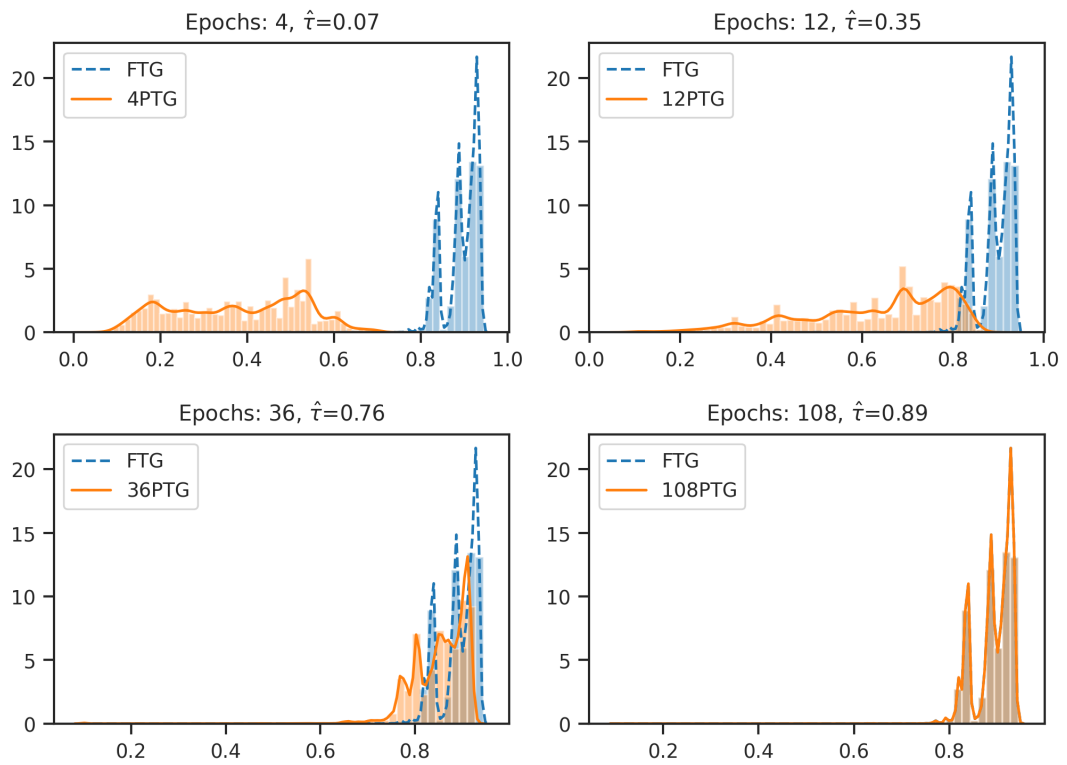 Epochs: 4, τ̂=0.07
FTG
4PTG
20
15
10
5
0
0.0 0.2 0.4 0.6 0.8 1.0
Epochs: 12, τ̂=0.35
FTG
12PTG
20
15
10
5
0
0.0 0.2 0.4 0.6 0.8 1.0
Epochs: 36, τ̂=0.76
FTG
36PTG
20
15
10
5
0
0.2 0.4 0.6 0.8
Epochs: 108, τ̂=0.89
FTG
108PTG
20
15
10
5
0
0.2 0.4 0.6 0.8